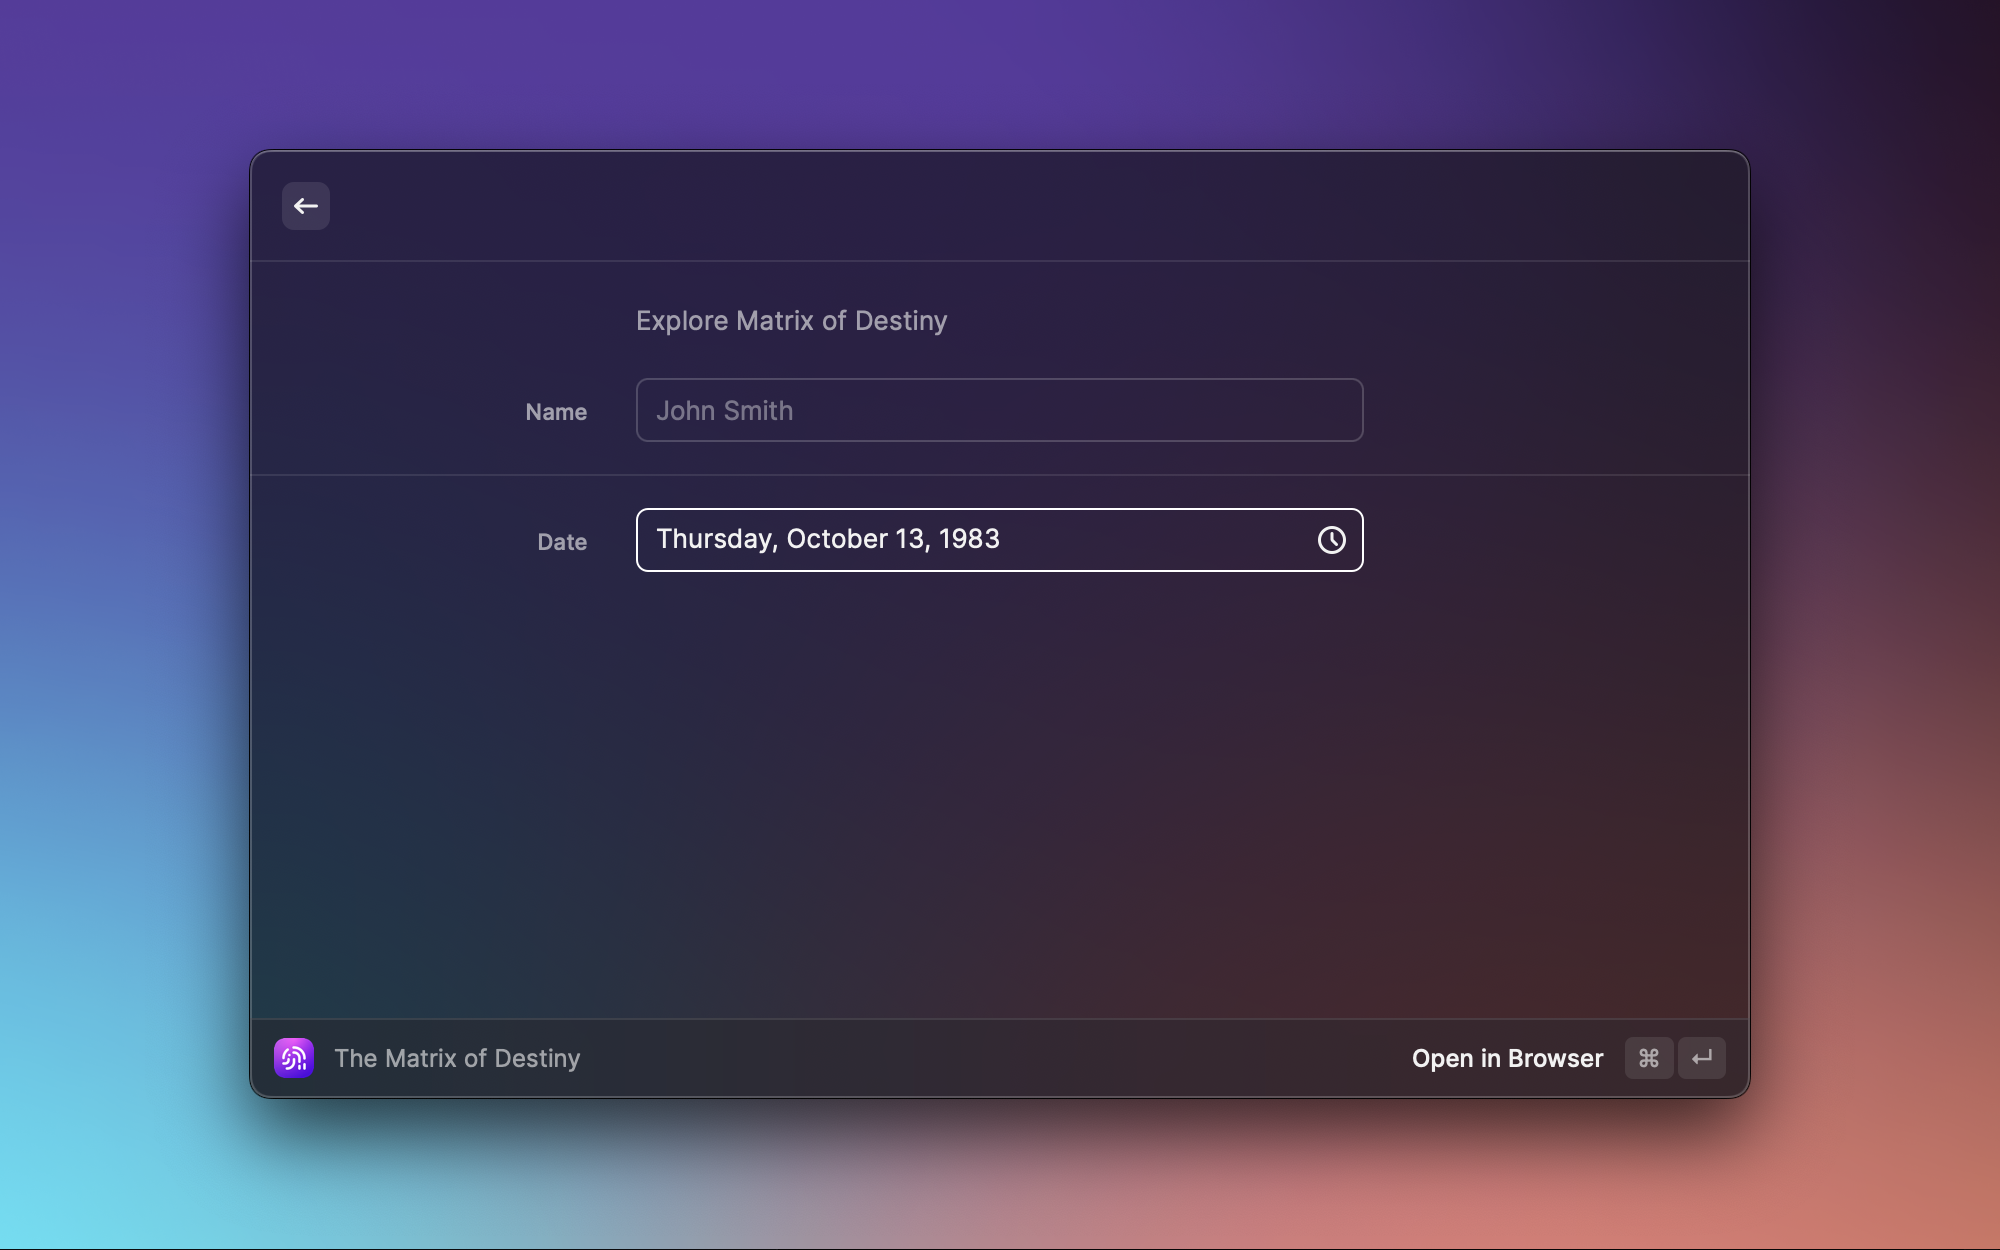 Explore Matrix of Destiny
Name
John Smith
Date
Thursday, October 13, 1983
The Matrix of Destiny
Open in Browser ⌘ ↵